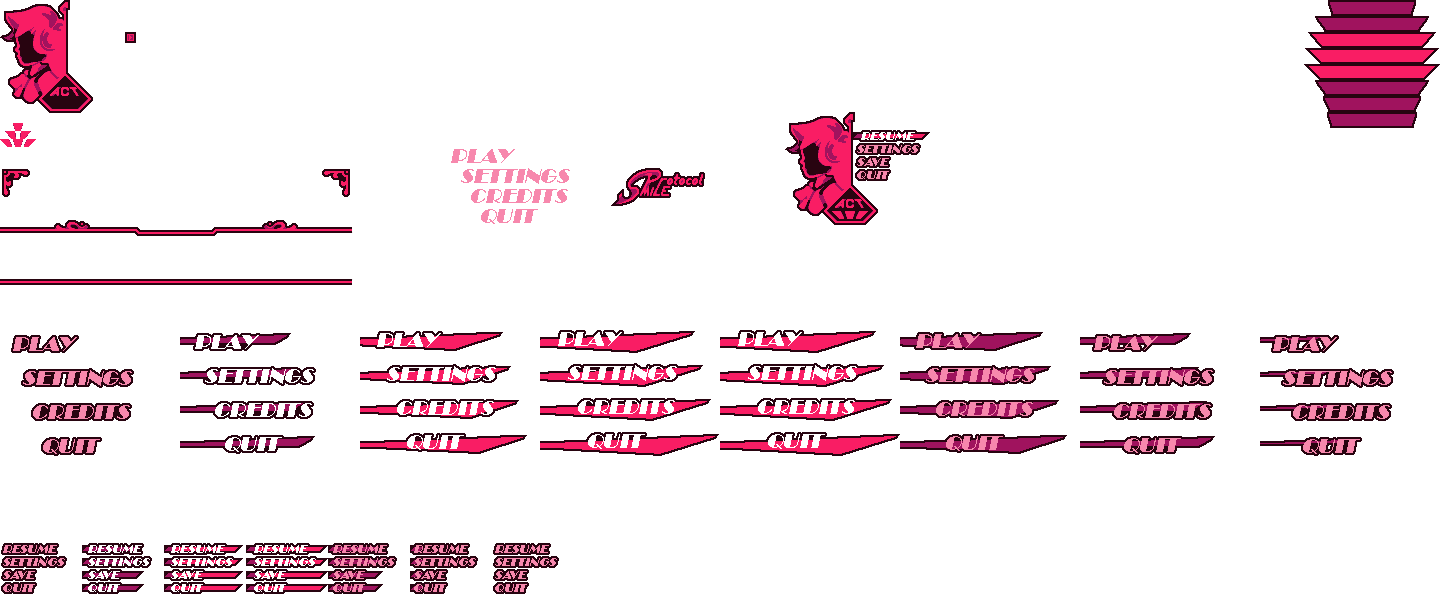 ACT
PLAY
SETTINGS
CREDITS
QUIT
SMILE Protocol
RESUME
SETTINGS
SAVE
QUIT
ACT
PLAY PLAY PLAY PLAY PLAY PLAY PLAY PLAY
SETTINGS SETTINGS SETTINGS SETTINGS SETTINGS SETTINGS SETTINGS SETTINGS
CREDITS CREDITS CREDITS CREDITS CREDITS CREDITS CREDITS CREDITS
QUIT QUIT QUIT QUIT QUIT QUIT QUIT QUIT
RESUME RESUME RESUME RESUME RESUME RESUME RESUME
SETTINGS SETTINGS SETTINGS SETTINGS SETTINGS SETTINGS SETTINGS
SAVE SAVE SAVE SAVE SAVE SAVE SAVE
QUIT QUIT QUIT QUIT QUIT QUIT QUIT